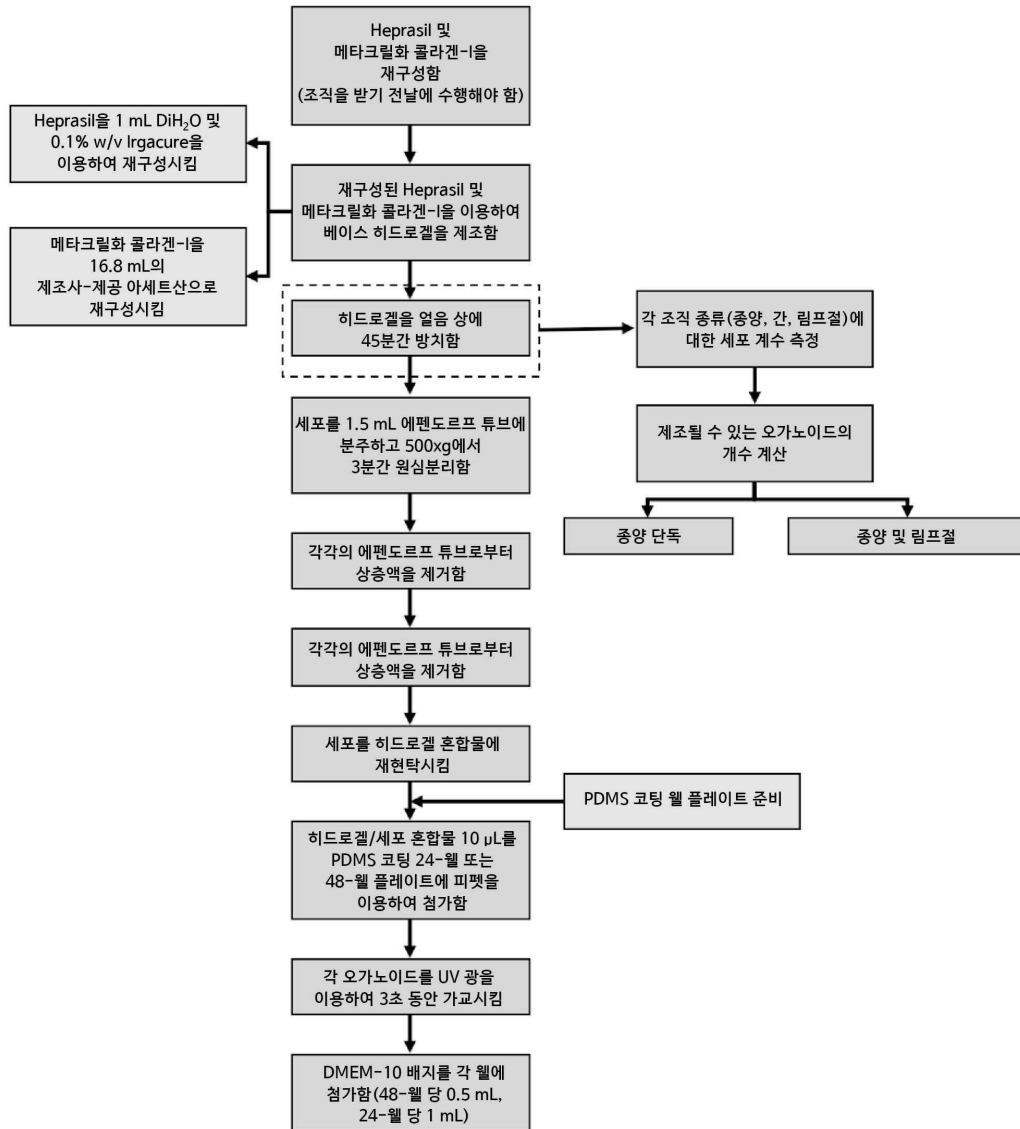 Heprasil 및
메타크릴화 콜라겐-I을
재구성함
(조직을 받기 전날에 수행해야 함)
Heprasil을 1 mL DiH₂O 및
0.1% w/v Irgacure을
이용하여 재구성시킴
재구성된 Heprasil 및
메타크릴화 콜라겐-I을 이용하여
베이스 히드로겔을 제조함
메타크릴화 콜라겐-I을
16.8 mL의
제조사-제공 아세트산으로
재구성시킴
히드로겔을 얼음 상에
45분간 방치함
각 조직 종류(종양, 간, 림프절)에
대한 세포 계수 측정
세포를 1.5 mL 에펜도르프 튜브에
분주하고 500xg에서
3분간 원심분리함
제조될 수 있는 오가노이드의
개수 계산
종양 단독
종양 및 림프절
각각의 에펜도르프 튜브로부터
상층액을 제거함
각각의 에펜도르프 튜브로부터
상층액을 제거함
세포를 히드로겔 혼합물에
재현탁시킴
PDMS 코팅 웰 플레이트 준비
히드로겔/세포 혼합물 10 µL를
PDMS 코팅 24-웰 또는
48-웰 플레이트에 피펫을
이용하여 첨가함
각 오가노이드를 UV 광을
이용하여 3초 동안 가교시킴
DMEM-10 배지를 각 웰에
첨가함(48-웰 당 0.5 mL,
24-웰 당 1 mL)